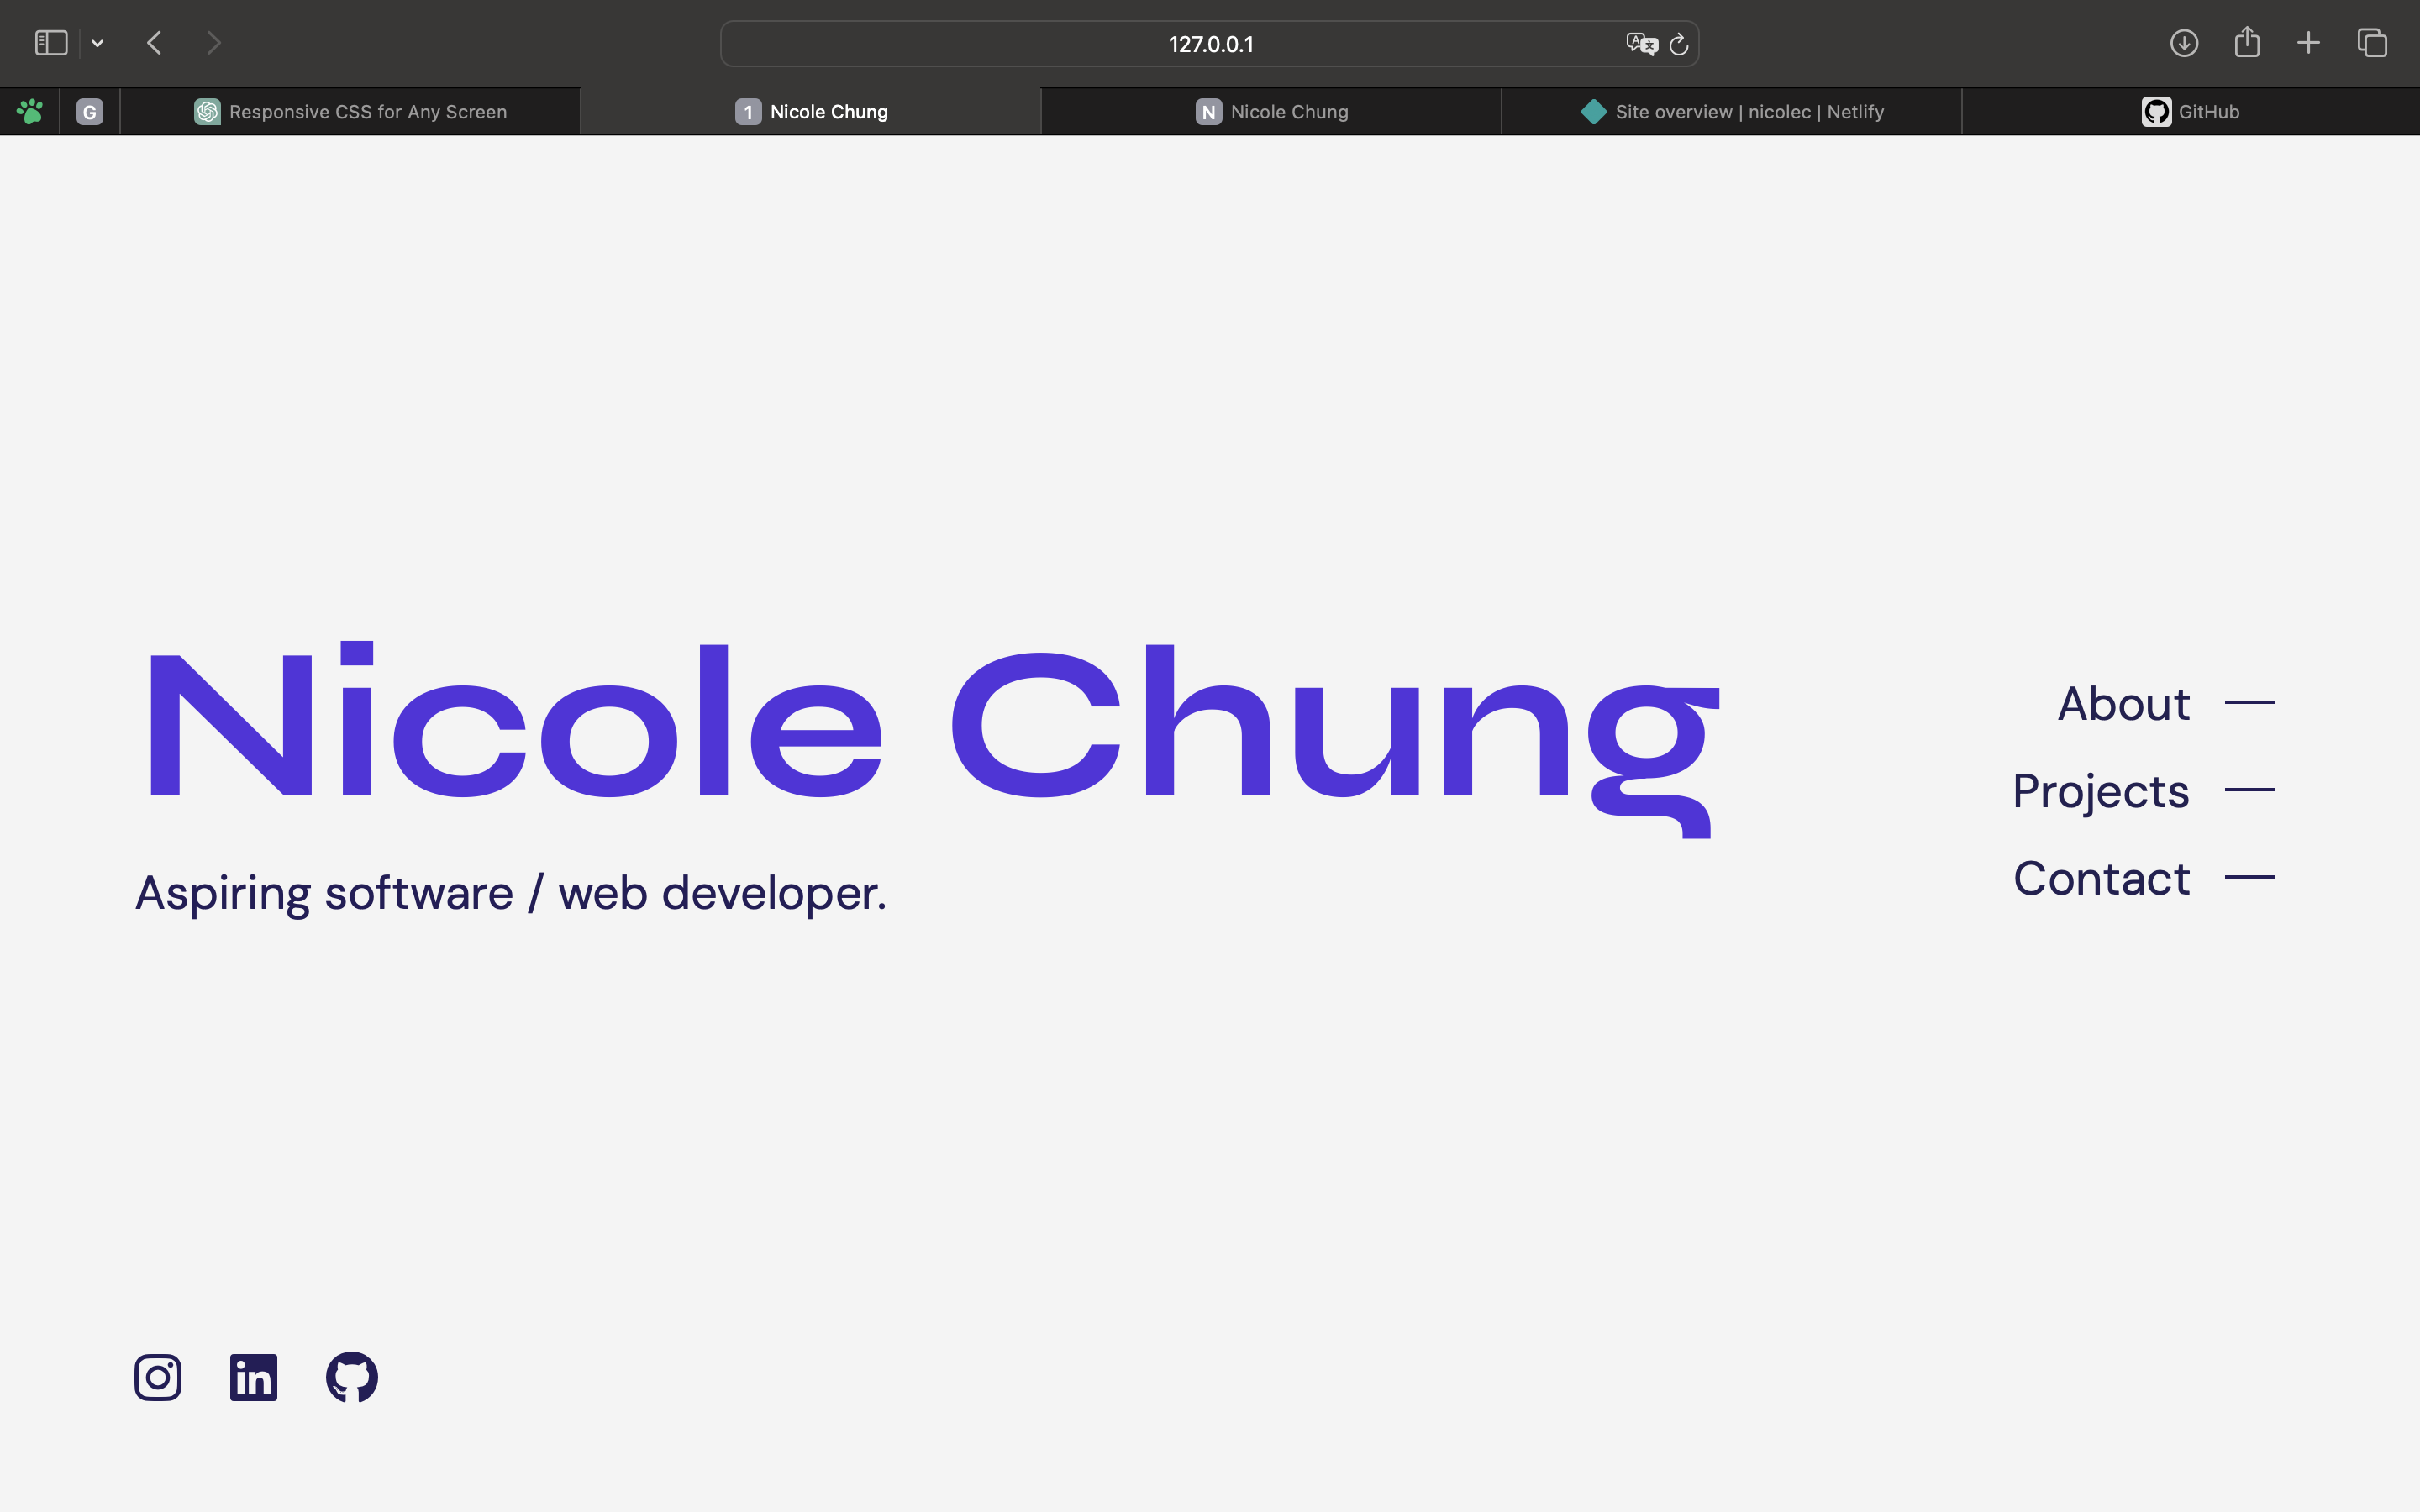 127.0.0.1
G
Responsive CSS for Any Screen
1 Nicole Chung
N Nicole Chung
Site overview | nicolec | Netlify
GitHub
Nicole Chung
Aspiring software / web developer.
About
Projects
Contact
in